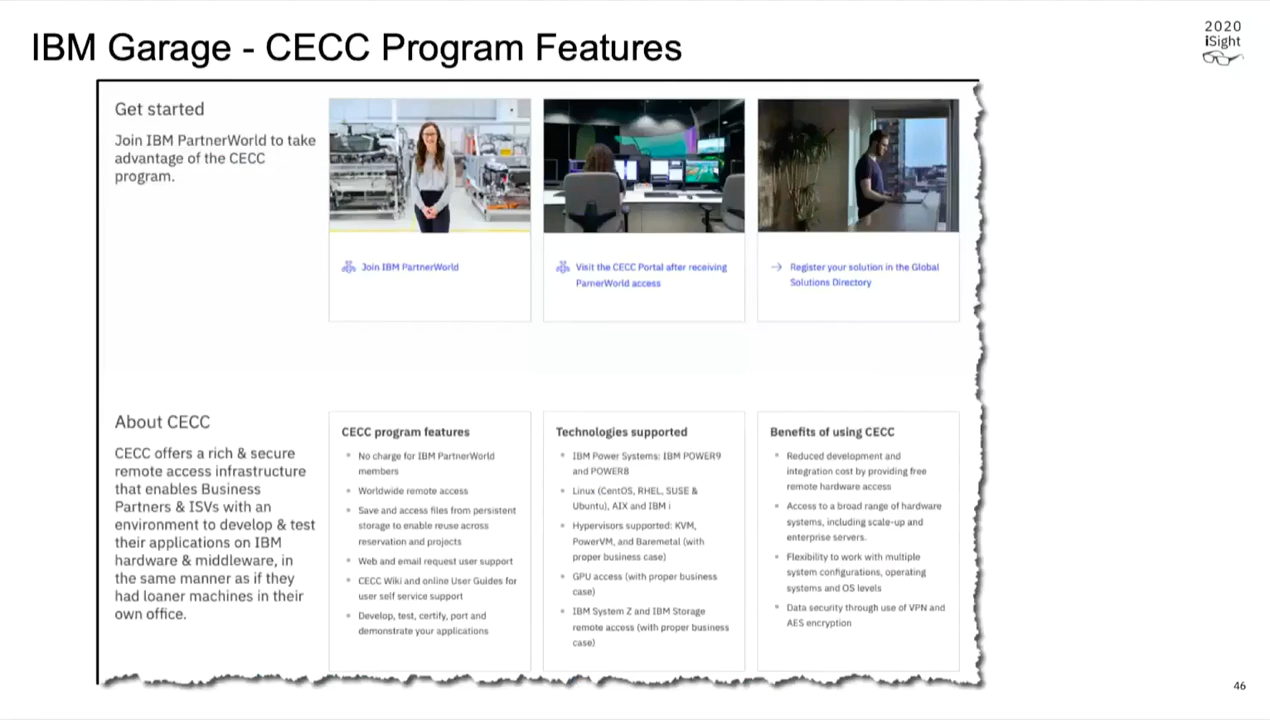 IBM Garage - CECC Program Features
2020
iSight
Get started
Join IBM PartnerWorld to take
advantage of the CECC
program.
Join IBM PartnerWorld
Visit the CECC Portal after receiving
ParnerWorld access
Register your solution in the Global
Solutions Directory
About CECC
CECC offers a rich & secure
remote access infrastructure
that enables Business
Partners & ISVs with an
environment to develop & test
their applications on IBM
hardware & middleware, in
the same manner as if they
had loaner machines in their
own office.
CECC program features
• No charge for IBM PartnerWorld
members
• Worldwide remote access
• Save and access files from persistent
storage to enable reuse across
reservation and projects
• Web and email request user support
• CECC Wiki and online User Guides for
user self service support
• Develop, test, certify, port and
demonstrate your applications
Technologies supported
• IBM Power Systems: IBM POWER9
and POWER8
• Linux (CentOS, RHEL, SUSE &
Ubuntu), AIX and IBM i
• Hypervisors supported: KVM,
PowerVM, and Baremetal (with
proper business case)
• GPU access (with proper business
case)
• IBM System Z and IBM Storage
remote access (with proper business
case)
Benefits of using CECC
• Reduced development and
integration cost by providing free
remote hardware access
• Access to a broad range of hardware
systems, including scale-up and
enterprise servers.
• Flexibility to work with multiple
system configurations, operating
systems and OS levels
• Data security through use of VPN and
AES encryption
46